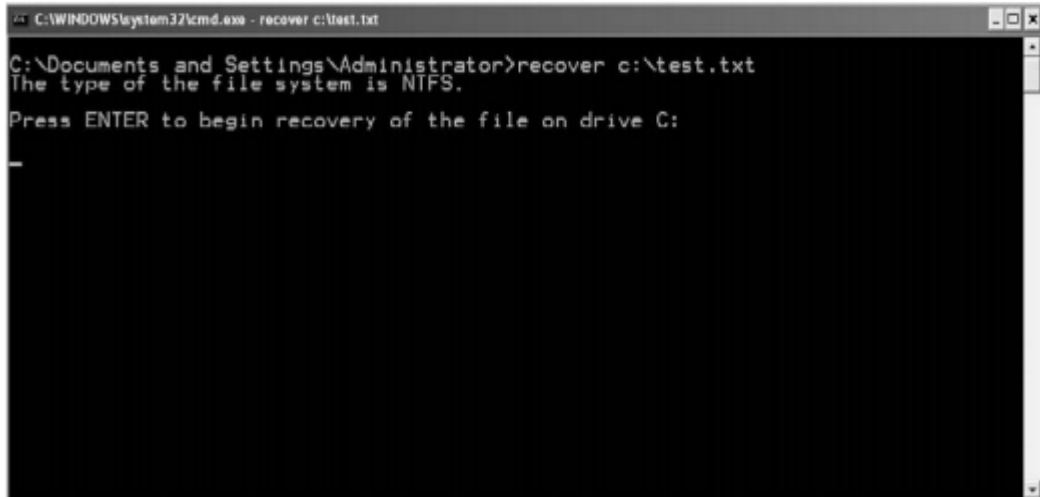 C:\WINDOWS\system32\cmd.exe - recover c:\test.txt
C:\Documents and Settings\Administrator>recover c:\test.txt
The type of the file system is NTFS.
Press ENTER to begin recovery of the file on drive C: